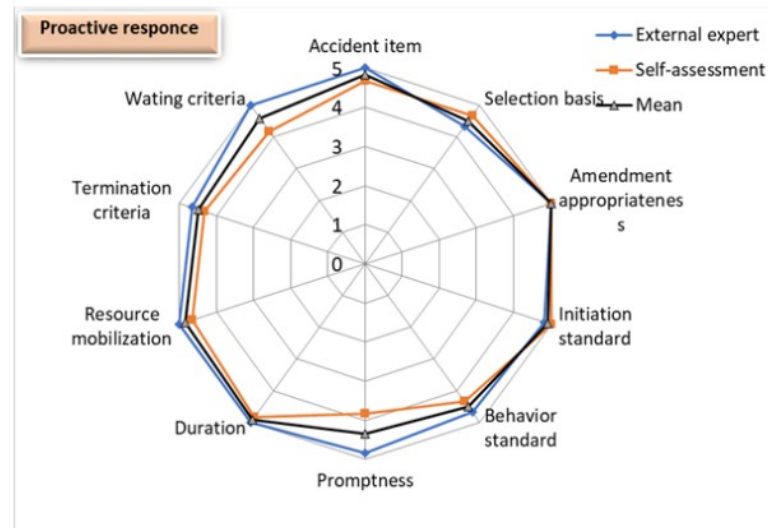 Proactive responce
External expert
Self-assessment
Mean
Accident item
Selection basis
Amendment
appropriatenes
s
Initiation
standard
Behavior
standard
Promptness
Duration
Resource
mobilization
Termination
criteria
Wating criteria
5
4
3
2
1
0